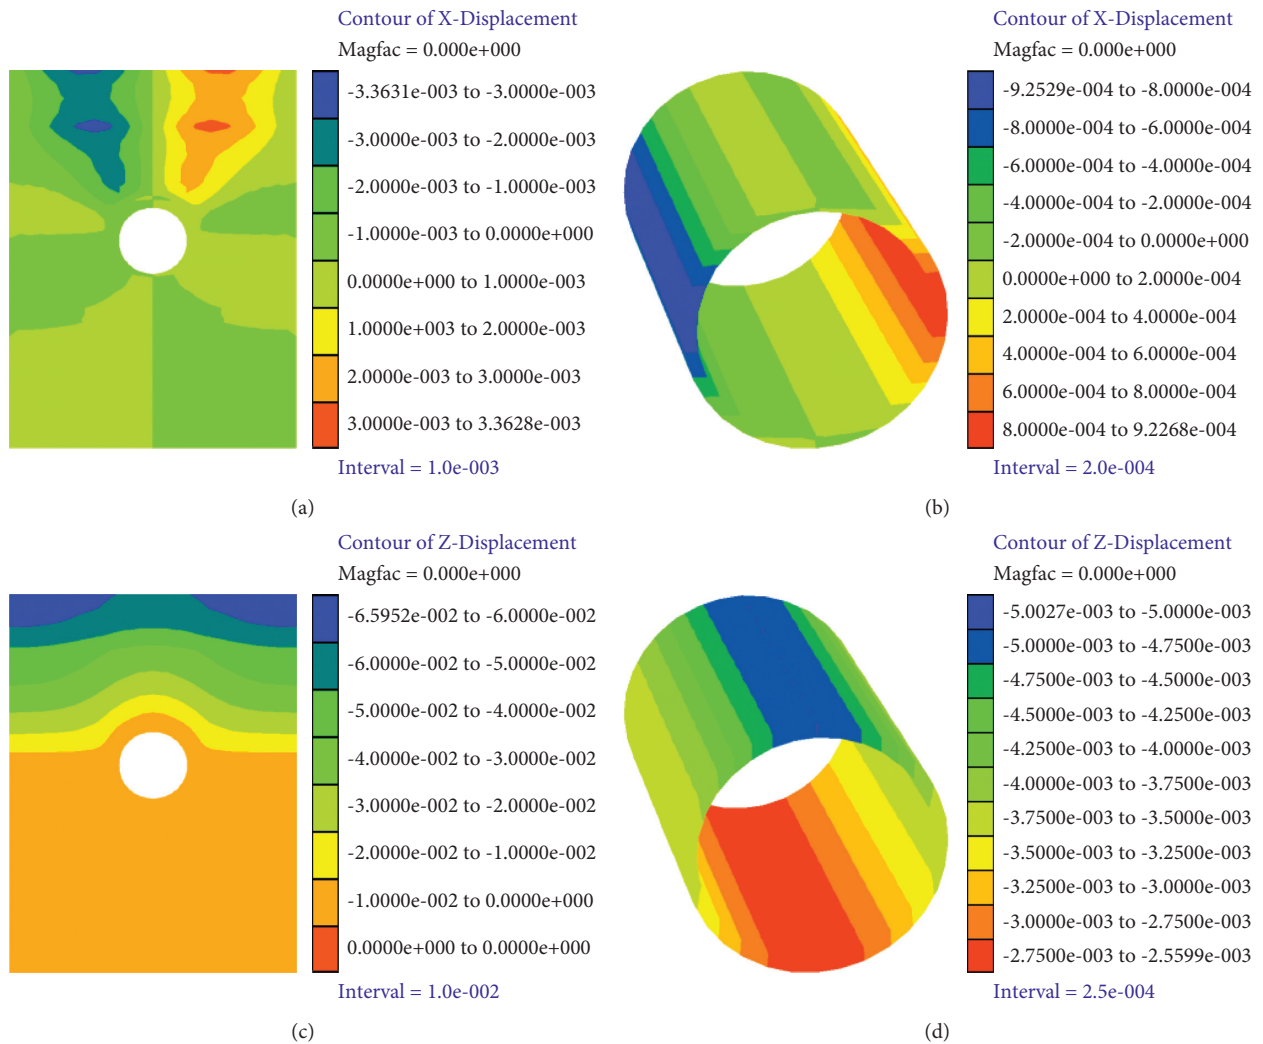 Contour of X-Displacement
Magfac = 0.000e+000
-3.3631e-003 to -3.0000e-003
-3.0000e-003 to -2.0000e-003
-2.0000e-003 to -1.0000e-003
-1.0000e-003 to 0.0000e+000
0.0000e+000 to 1.0000e-003
1.0000e+003 to 2.0000e-003
2.0000e-003 to 3.0000e-003
3.0000e-003 to 3.3628e-003
Interval = 1.0e-003
(a)
Contour of X-Displacement
Magfac = 0.000e+000
-9.2529e-004 to -8.0000e-004
-8.0000e-004 to -6.0000e-004
-6.0000e-004 to -4.0000e-004
-4.0000e-004 to -2.0000e-004
-2.0000e-004 to 0.0000e+000
0.0000e+000 to 2.0000e-004
2.0000e-004 to 4.0000e-004
4.0000e-004 to 6.0000e-004
6.0000e-004 to 8.0000e-004
8.0000e-004 to 9.2268e-004
Interval = 2.0e-004
(b)
Contour of Z-Displacement
Magfac = 0.000e+000
-6.5952e-002 to -6.0000e-002
-6.0000e-002 to -5.0000e-002
-5.0000e-002 to -4.0000e-002
-4.0000e-002 to -3.0000e-002
-3.0000e-002 to -2.0000e-002
-2.0000e-002 to -1.0000e-002
-1.0000e-002 to 0.0000e+000
0.0000e+000 to 0.0000e+000
Interval = 1.0e-002
(c)
Contour of Z-Displacement
Magfac = 0.000e+000
-5.0027e-003 to -5.0000e-003
-5.0000e-003 to -4.7500e-003
-4.7500e-003 to -4.5000e-003
-4.5000e-003 to -4.2500e-003
-4.2500e-003 to -4.0000e-003
-4.0000e-003 to -3.7500e-003
-3.7500e-003 to -3.5000e-003
-3.5000e-003 to -3.2500e-003
-3.2500e-003 to -3.0000e-003
-3.0000e-003 to -2.7500e-003
-2.7500e-003 to -2.5599e-003
Interval = 2.5e-004
(d)